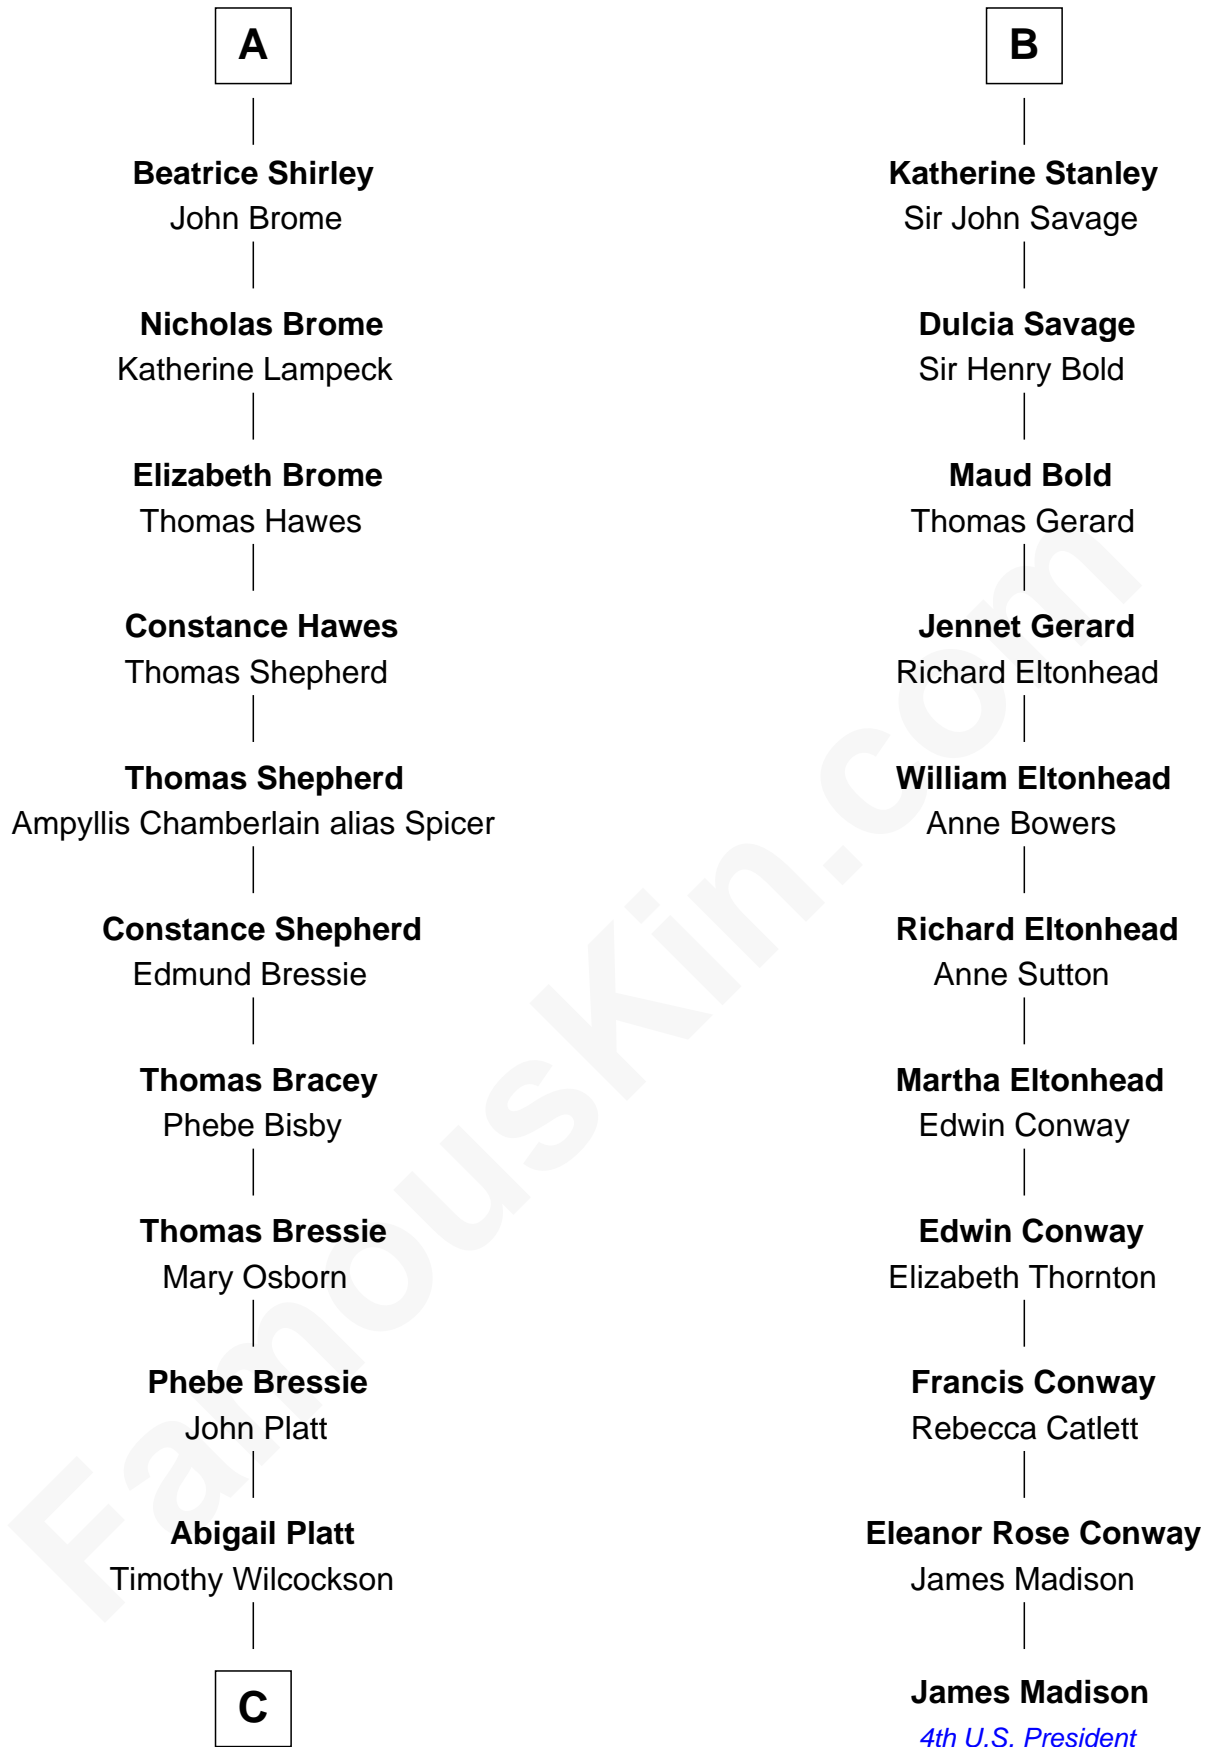 A
Beatrice Shirley
John Brome
Nicholas Brome
Katherine Lampeck
Elizabeth Brome
Thomas Hawes
Constance Hawes
Thomas Shepherd
Thomas Shepherd
Ampyllis Chamberlain alias Spicer
Constance Shepherd
Edmund Bressie
Thomas Bracey
Phebe Bisby
Thomas Bressie
Mary Osborn
Phebe Bressie
John Platt
Abigail Platt
Timothy Wilcockson
C
B
Katherine Stanley
Sir John Savage
Dulcia Savage
Sir Henry Bold
Maud Bold
Thomas Gerard
Jennet Gerard
Richard Eltonhead
William Eltonhead
Anne Bowers
Richard Eltonhead
Anne Sutton
Martha Eltonhead
Edwin Conway
Edwin Conway
Elizabeth Thornton
Francis Conway
Rebecca Catlett
Eleanor Rose Conway
James Madison
James Madison
4th U.S. President
FamousKin.com